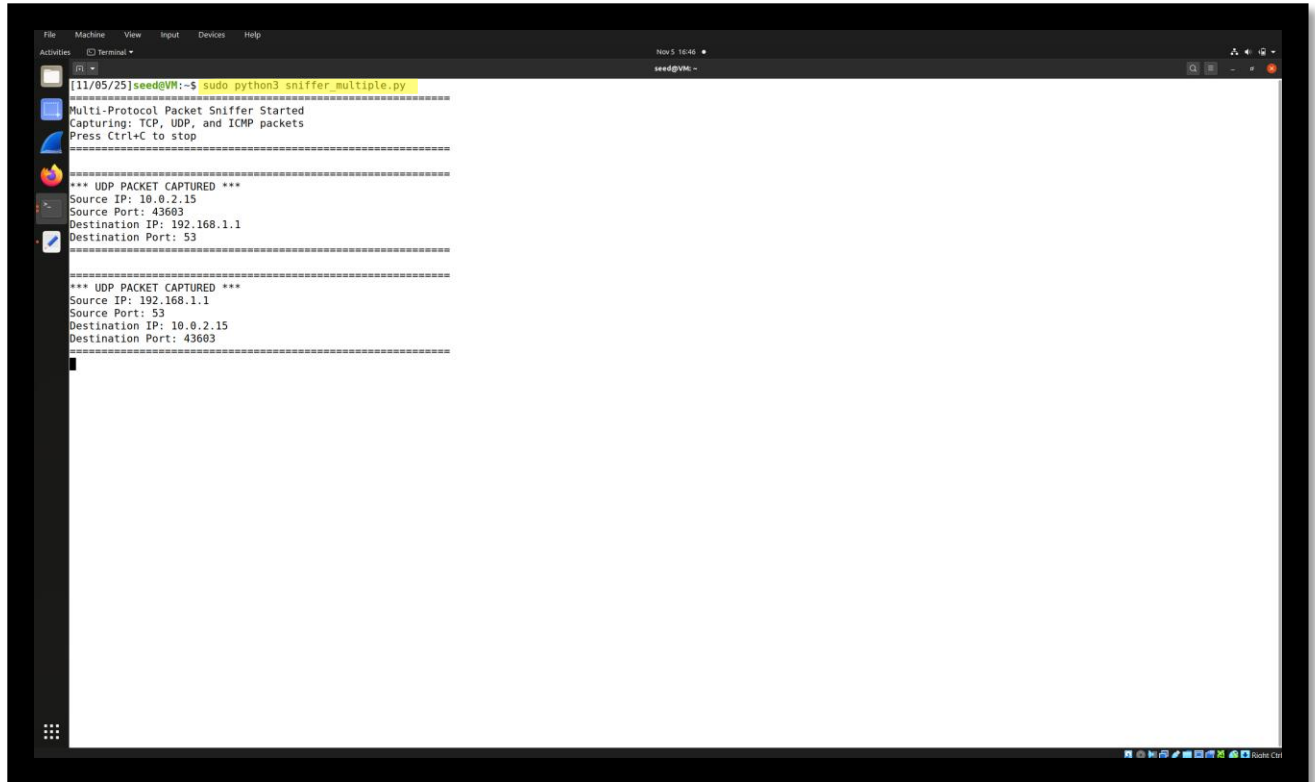 File Machine View Input Devices Help
Activities Terminal Nov 5 16:46
seed@VM: ~
[11/05/25]seed@VM:~$ sudo python3 sniffer_multiple.py
============================================================
Multi-Protocol Packet Sniffer Started
Capturing: TCP, UDP, and ICMP packets
Press Ctrl+C to stop
============================================================
============================================================
*** UDP PACKET CAPTURED ***
Source IP: 10.0.2.15
Source Port: 43603
Destination IP: 192.168.1.1
Destination Port: 53
============================================================
============================================================
*** UDP PACKET CAPTURED ***
Source IP: 192.168.1.1
Source Port: 53
Destination IP: 10.0.2.15
Destination Port: 43603
============================================================
Right Ctrl